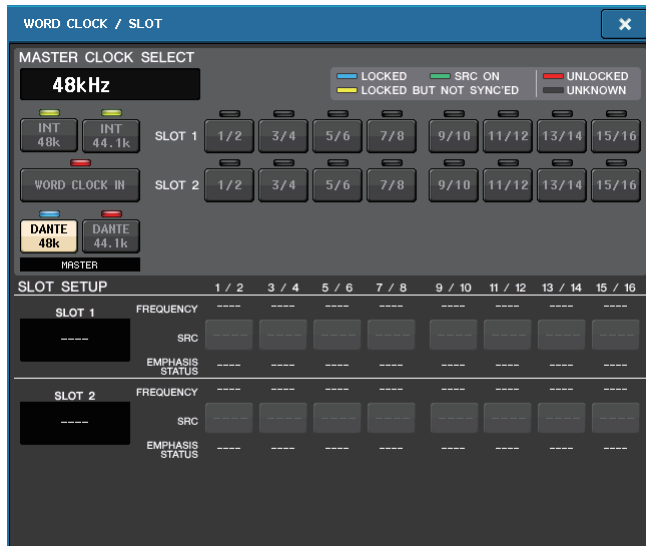 WORD CLOCK / SLOT
×
MASTER CLOCK SELECT
48kHz
LOCKED SRC ON UNLOCKED
LOCKED BUT NOT SYNC'ED UNKNOWN
INT 48k INT 44.1k SLOT 1 1/2 3/4 5/6 7/8 9/10 11/12 13/14 15/16
WORD CLOCK IN SLOT 2 1/2 3/4 5/6 7/8 9/10 11/12 13/14 15/16
DANTE 48k DANTE 44.1k
MASTER
SLOT SETUP 1 / 2 3 / 4 5 / 6 7 / 8 9 / 10 11 / 12 13 / 14 15 / 16
SLOT 1 FREQUENCY ---- ---- ---- ---- ---- ---- ---- ----
---- SRC ---- ---- ---- ---- ---- ---- ---- ----
EMPHASIS STATUS ---- ---- ---- ---- ---- ---- ---- ----
SLOT 2 FREQUENCY ---- ---- ---- ---- ---- ---- ---- ----
---- SRC ---- ---- ---- ---- ---- ---- ---- ----
EMPHASIS STATUS ---- ---- ---- ---- ---- ---- ---- ----